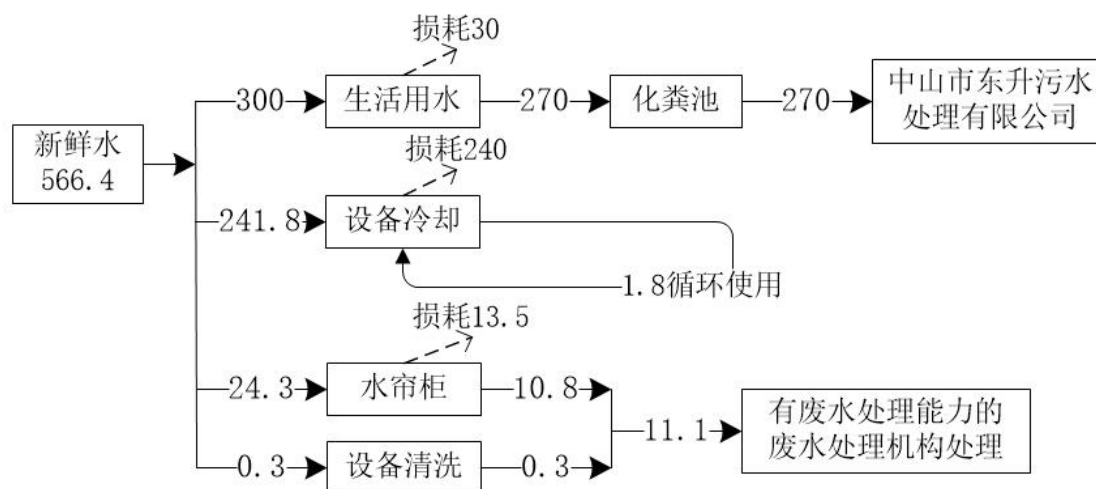 损耗30
300
生活用水
270
化粪池
270
中山市东升污水
处理有限公司
新鲜水
566.4
损耗240
241.8
设备冷却
1.8循环使用
损耗13.5
24.3
水帘柜
10.8
0.3
设备清洗
0.3
11.1
有废水处理能力的
废水处理机构处理